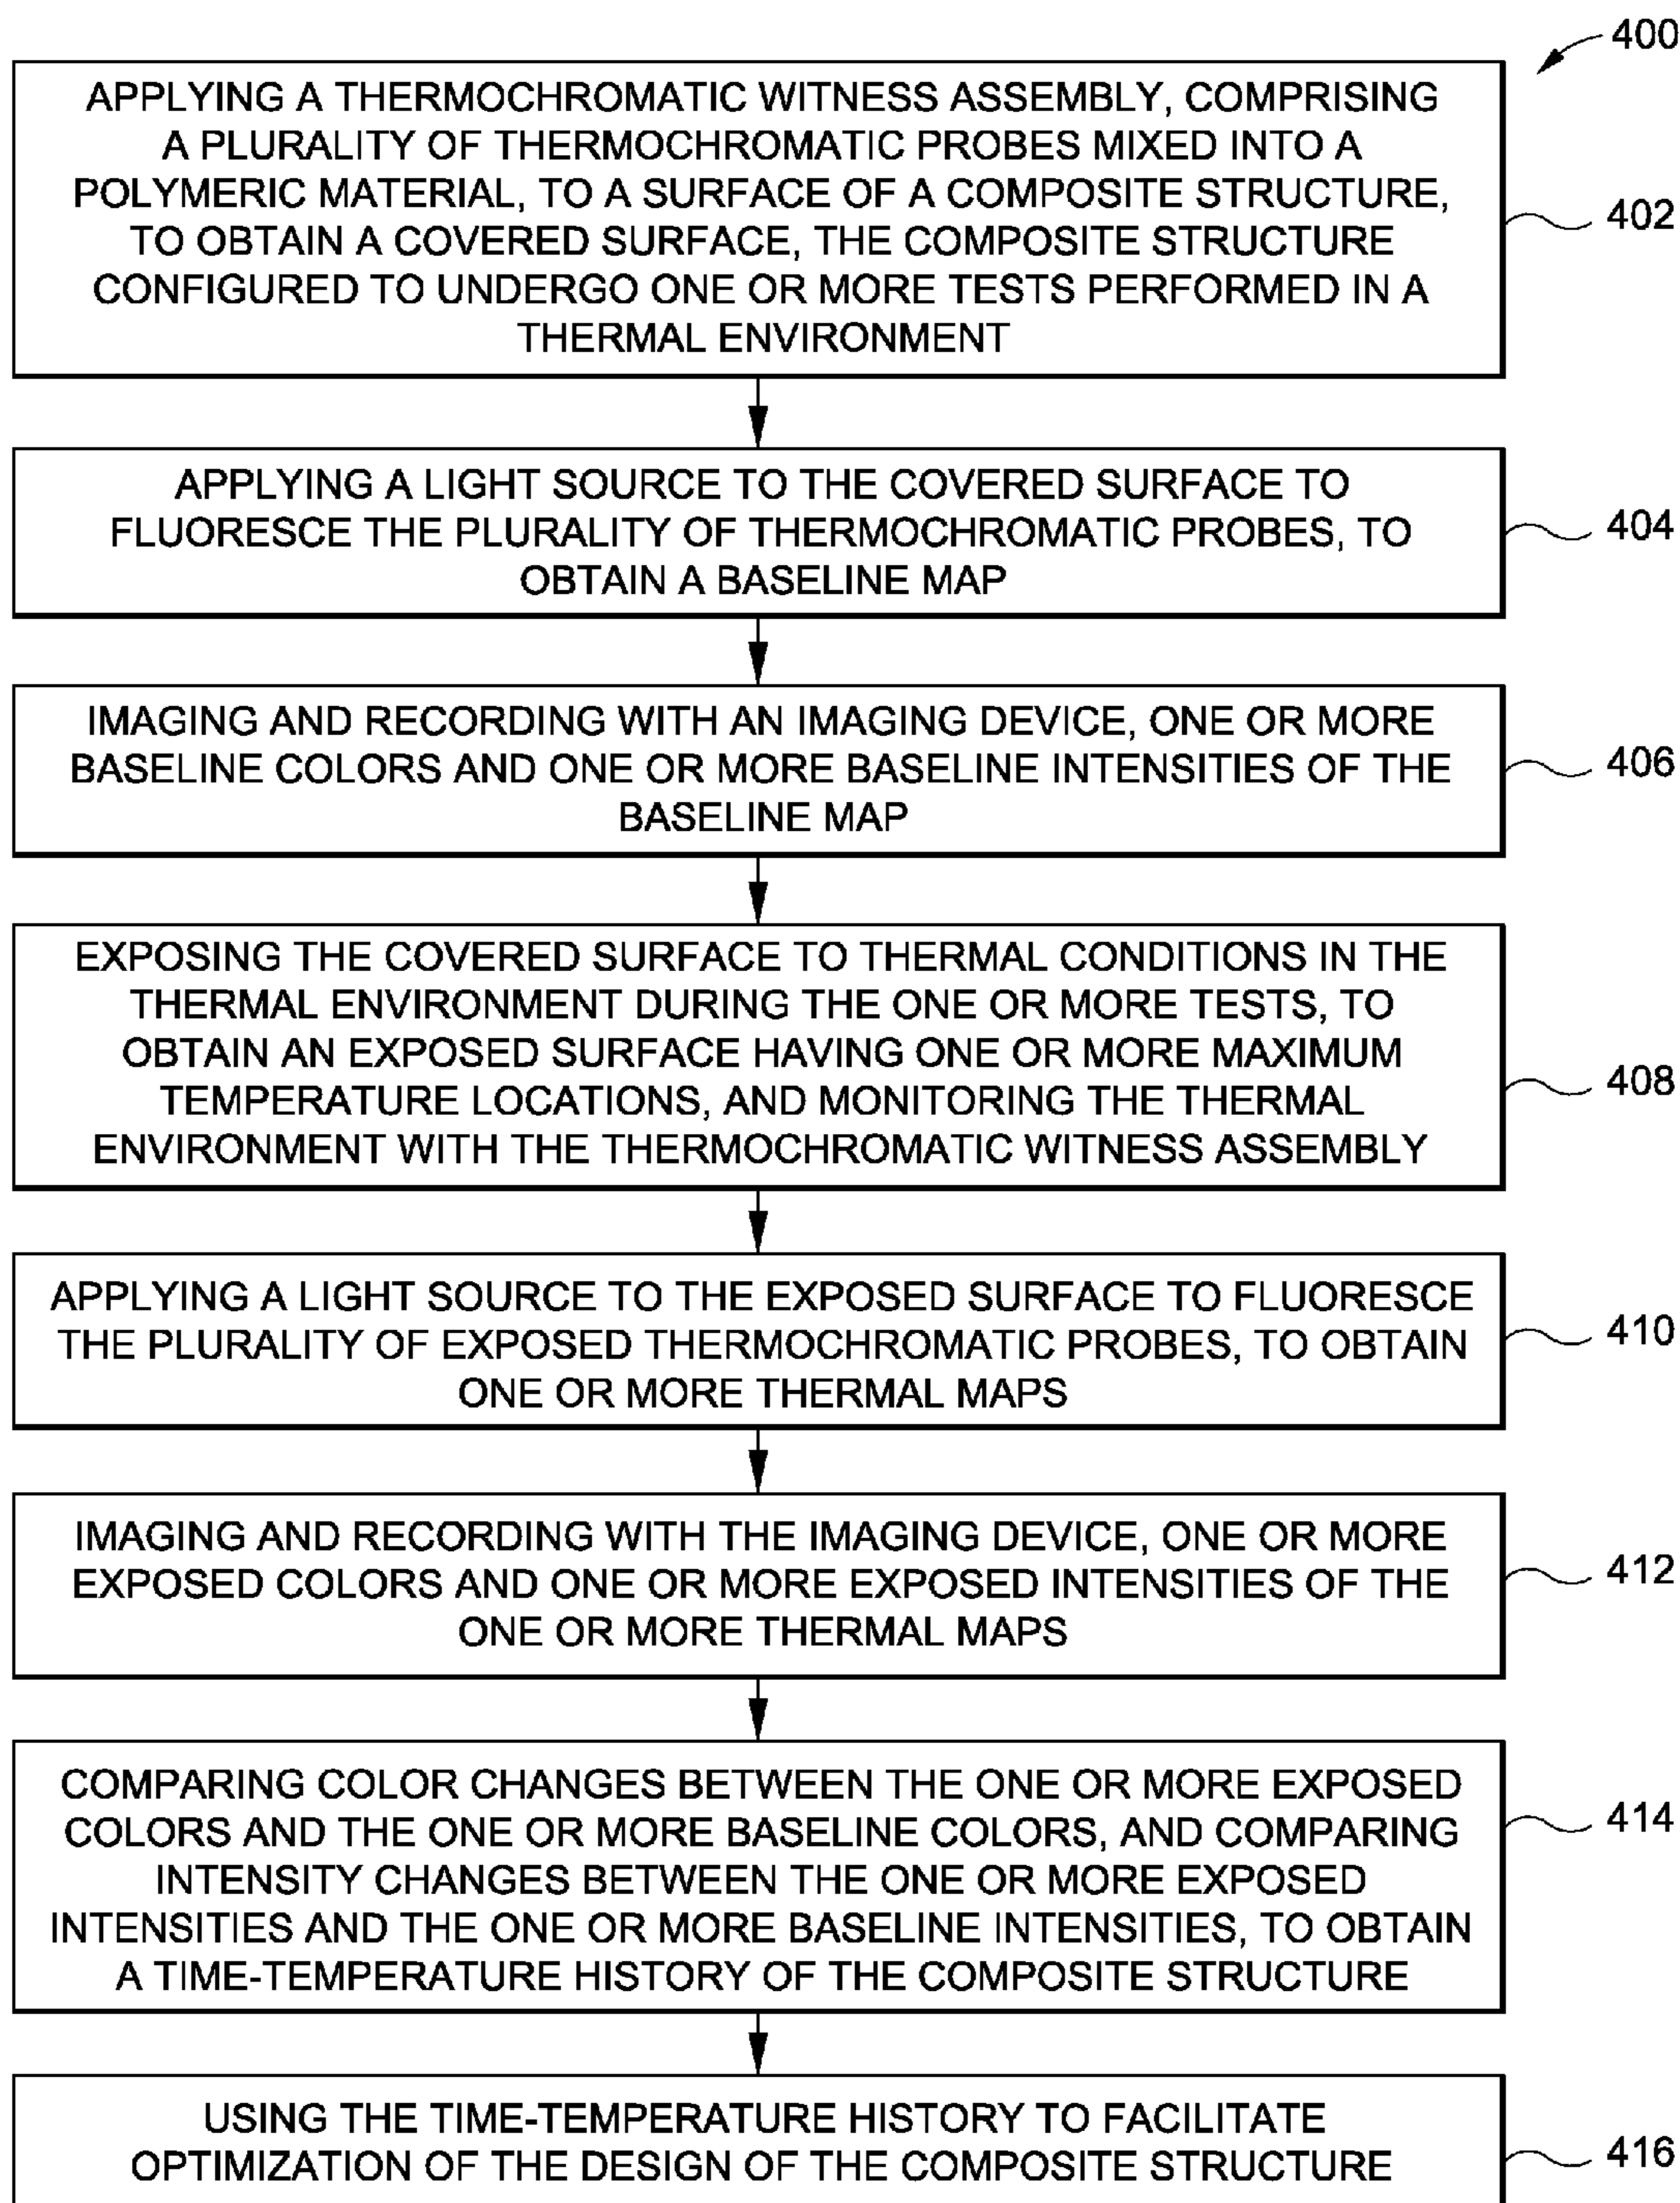 400
APPLYING A THERMOCHROMATIC WITNESS ASSEMBLY, COMPRISING
A PLURALITY OF THERMOCHROMATIC PROBES MIXED INTO A
POLYMERIC MATERIAL, TO A SURFACE OF A COMPOSITE STRUCTURE,
TO OBTAIN A COVERED SURFACE, THE COMPOSITE STRUCTURE
CONFIGURED TO UNDERGO ONE OR MORE TESTS PERFORMED IN A
THERMAL ENVIRONMENT
402
APPLYING A LIGHT SOURCE TO THE COVERED SURFACE TO
FLUORESCE THE PLURALITY OF THERMOCHROMATIC PROBES, TO
OBTAIN A BASELINE MAP
404
IMAGING AND RECORDING WITH AN IMAGING DEVICE, ONE OR MORE
BASELINE COLORS AND ONE OR MORE BASELINE INTENSITIES OF THE
BASELINE MAP
406
EXPOSING THE COVERED SURFACE TO THERMAL CONDITIONS IN THE
THERMAL ENVIRONMENT DURING THE ONE OR MORE TESTS, TO
OBTAIN AN EXPOSED SURFACE HAVING ONE OR MORE MAXIMUM
TEMPERATURE LOCATIONS, AND MONITORING THE THERMAL
ENVIRONMENT WITH THE THERMOCHROMATIC WITNESS ASSEMBLY
408
APPLYING A LIGHT SOURCE TO THE EXPOSED SURFACE TO FLUORESCE
THE PLURALITY OF EXPOSED THERMOCHROMATIC PROBES, TO OBTAIN
ONE OR MORE THERMAL MAPS
410
IMAGING AND RECORDING WITH THE IMAGING DEVICE, ONE OR MORE
EXPOSED COLORS AND ONE OR MORE EXPOSED INTENSITIES OF THE
ONE OR MORE THERMAL MAPS
412
COMPARING COLOR CHANGES BETWEEN THE ONE OR MORE EXPOSED
COLORS AND THE ONE OR MORE BASELINE COLORS, AND COMPARING
INTENSITY CHANGES BETWEEN THE ONE OR MORE EXPOSED
INTENSITIES AND THE ONE OR MORE BASELINE INTENSITIES, TO OBTAIN
A TIME-TEMPERATURE HISTORY OF THE COMPOSITE STRUCTURE
414
USING THE TIME-TEMPERATURE HISTORY TO FACILITATE
OPTIMIZATION OF THE DESIGN OF THE COMPOSITE STRUCTURE
416